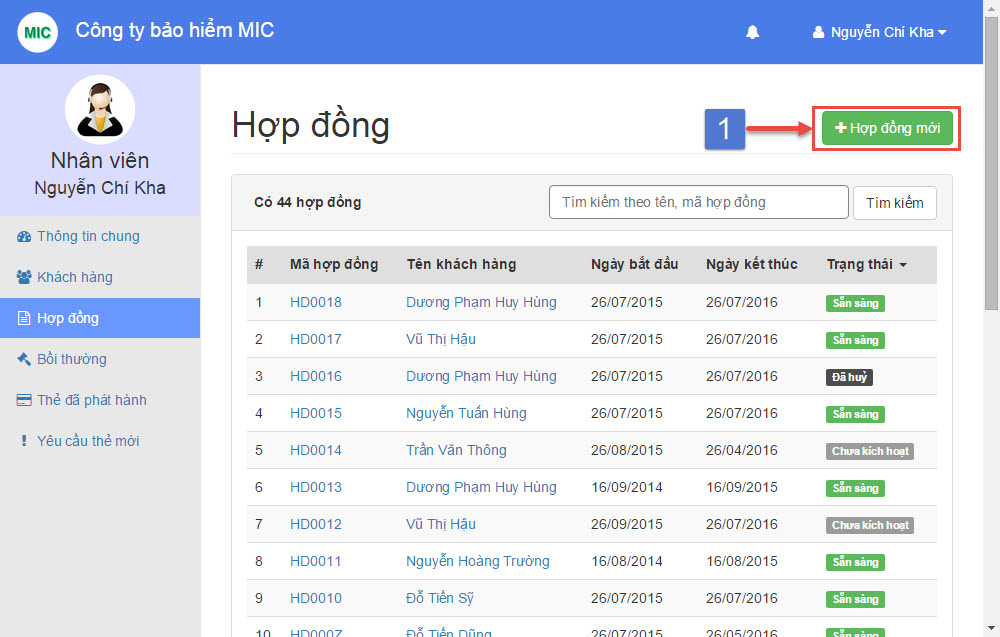 MIC Công ty bảo hiểm MIC Nguyễn Chí Kha
Nhân viên
Nguyễn Chí Kha
Thông tin chung
Khách hàng
Hợp đồng
Bồi thường
Thẻ đã phát hành
Yêu cầu thẻ mới
Hợp đồng 1 Hợp đồng mới
Có 44 hợp đồng Tìm kiếm theo tên, mã hợp đồng Tìm kiếm
# Mã hợp đồng Tên khách hàng Ngày bắt đầu Ngày kết thúc Trạng thái
1 HD0018 Dương Phạm Huy Hùng 26/07/2015 26/07/2016 Sẵn sàng
2 HD0017 Vũ Thị Hậu 26/07/2015 26/07/2016 Sẵn sàng
3 HD0016 Dương Phạm Huy Hùng 26/07/2015 26/07/2016 Đã huỷ
4 HD0015 Nguyễn Tuấn Hùng 26/07/2015 26/07/2016 Sẵn sàng
5 HD0014 Trần Văn Thông 26/08/2015 26/04/2016 Chưa kích hoạt
6 HD0013 Dương Phạm Huy Hùng 16/09/2014 16/09/2015 Sẵn sàng
7 HD0012 Vũ Thị Hậu 26/09/2015 26/07/2016 Chưa kích hoạt
8 HD0011 Nguyễn Hoàng Trường 16/08/2014 16/08/2015 Sẵn sàng
9 HD0010 Đỗ Tiến Sỹ 26/07/2015 26/07/2016 Sẵn sàng
10 Đỗ Tiến Dũng 26/07/2015 26/05/2016 Sẵn sàng